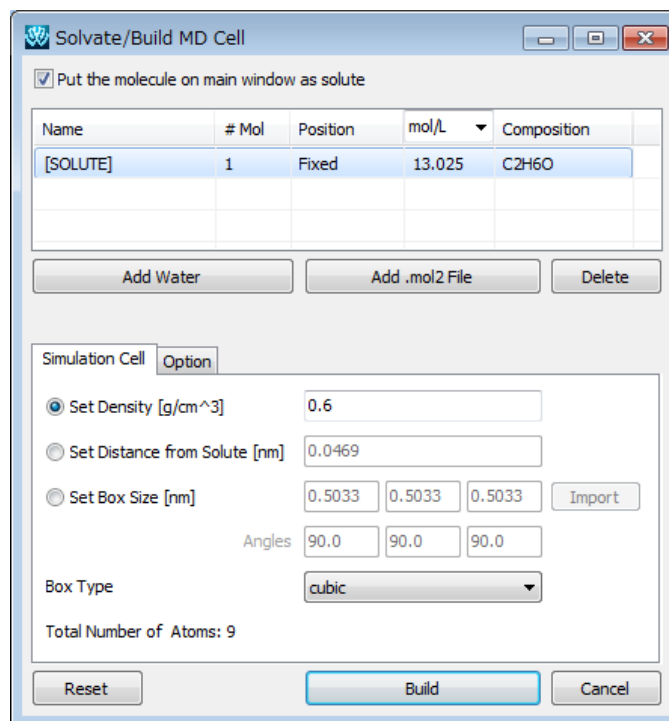 Solvate/Build MD Cell
Put the molecule on main window as solute
Name # Mol Position mol/L Composition
[SOLUTE] 1 Fixed 13.025 C2H6O
Add Water Add .mol2 File Delete
Simulation Cell Option
Set Density [g/cm^3] 0.6
Set Distance from Solute [nm] 0.0469
Set Box Size [nm] 0.5033 0.5033 0.5033 Import
Angles 90.0 90.0 90.0
Box Type cubic
Total Number of Atoms: 9
Reset Build Cancel